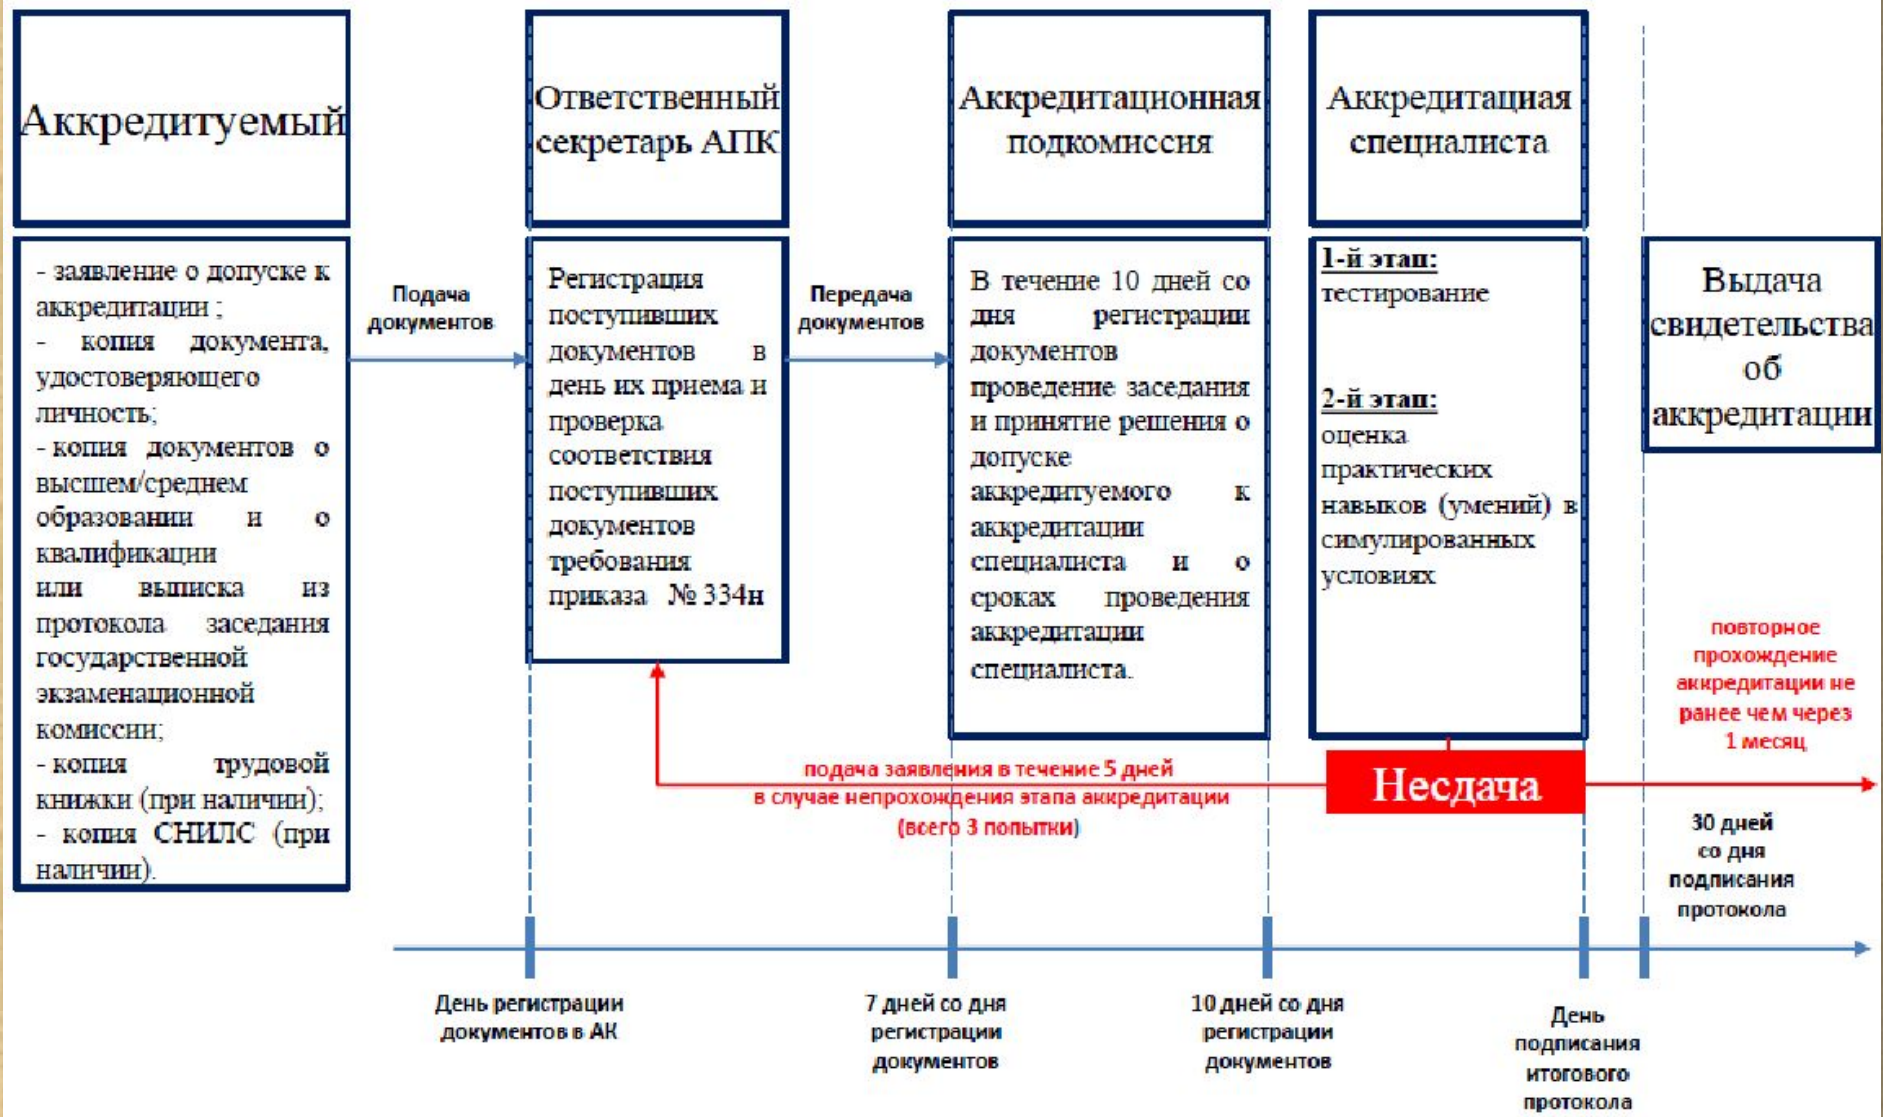 Аккредитуемый
Ответственный
секретарь АПК
Аккредитационная
подкомиссия
Аккредитациая
специалиста
- заявление о допуске к
аккредитации ;
- копия документа,
удостоверяющего
личность;
- копия документов о
высшем/среднем
образовании и о
квалификации
или выписка из
протокола заседания
государственной
экзаменационной
комиссии;
- копия трудовой
книжки (при наличии);
- копия СНИЛС (при
наличии).
Подача
документов
Регистрация
поступивших
документов в
день их приема и
проверка
соответствия
поступивших
документов
требования
приказа № 334н
Передача
документов
В течение 10 дней со
дня регистрации
документов
проведение заседания
и принятие решения о
допуске
аккредитуемого к
аккредитации
специалиста и о
сроках проведения
аккредитации
специалиста.
1-й этап:
тестирование
2-й этап:
оценка
практических
навыков (умений) в
симулированных
условиях
Выдача
свидетельства
об
аккредитации
повторное
прохождение
аккредитации не
ранее чем через
1 месяц
Несдача
подача заявления в течение 5 дней
в случае непрохождения этапа аккредитации
(всего 3 попытки)
30 дней
со дня
подписания
протокола
День регистрации
документов в АК
7 дней со дня
регистрации
документов
10 дней со дня
регистрации
документов
День
подписания
итогового
протокола